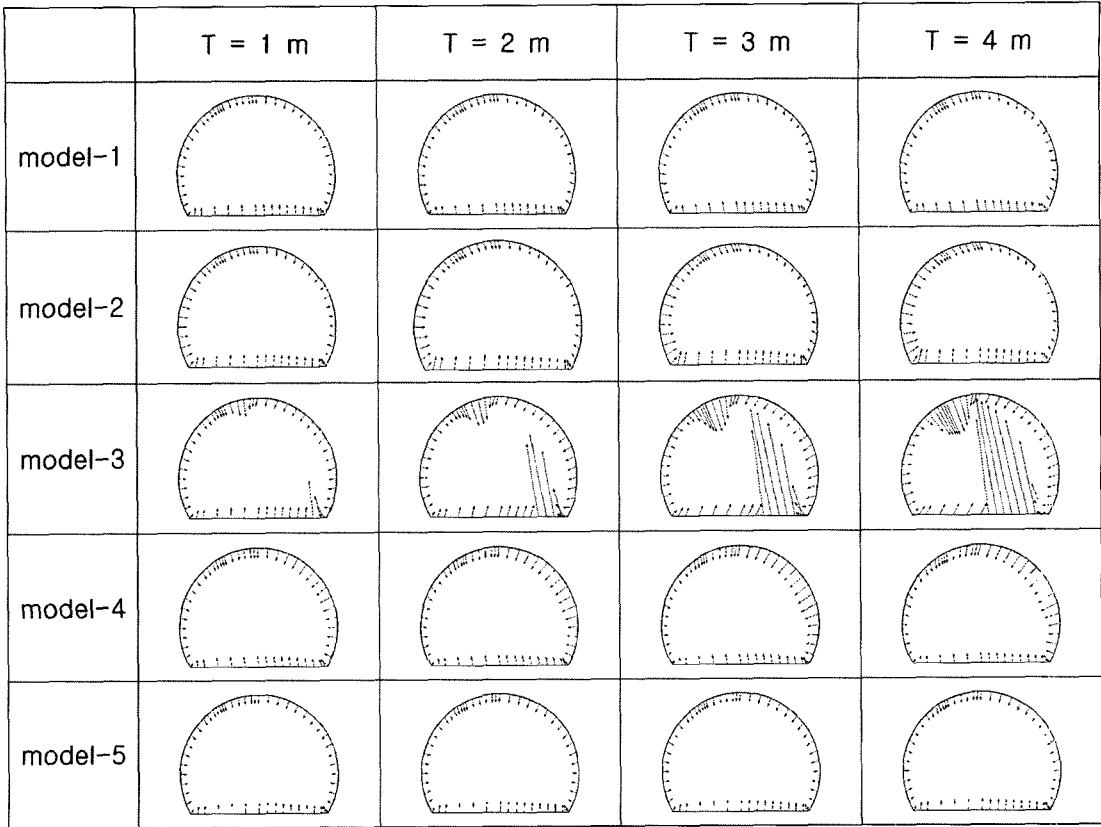 T = 1 m T = 2 m T = 3 m T = 4 m
model-1
model-2
model-3
model-4
model-5